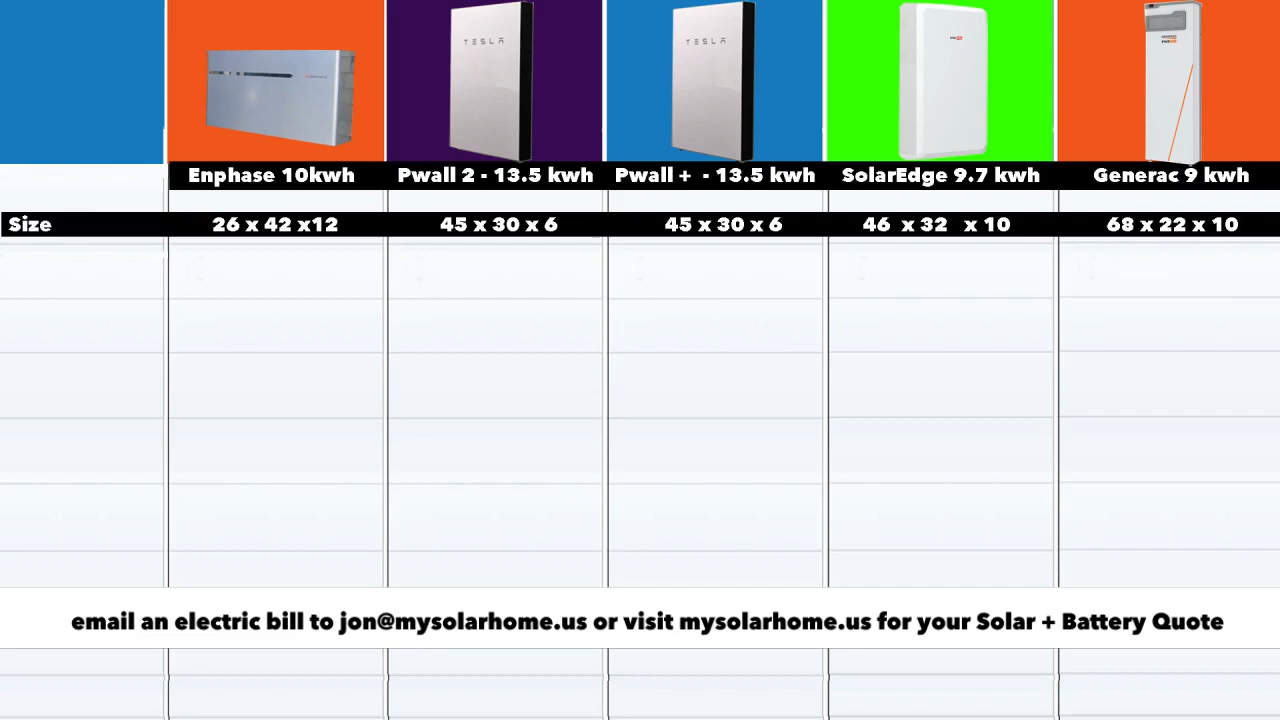 TESLA TESLA
Enphase 10kwh Pwall 2 - 13.5 kwh Pwall + - 13.5 kwh SolarEdge 9.7 kwh Generac 9 kwh
Size 26 x 42 x12 45 x 30 x 6 45 x 30 x 6 46 x 32 x 10 68 x 22 x 10
email an electric bill to jon@mysolarhome.us or visit mysolarhome.us for your Solar + Battery Quote